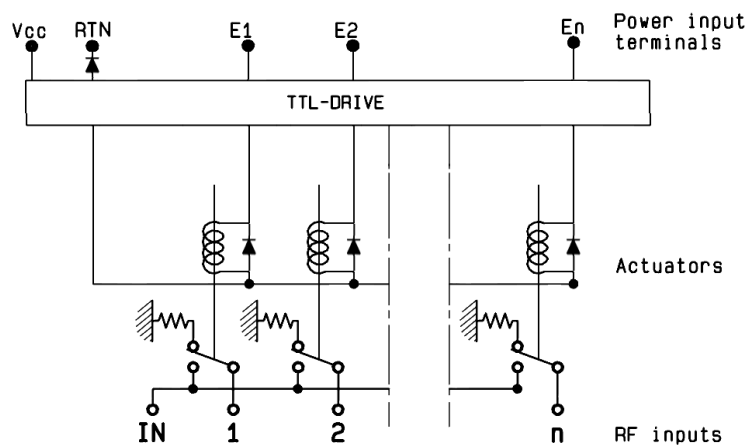 Vcc RTN E1 E2 En Power input
terminals
TTL-DRIVE
Actuators
IN 1 2 n RF inputs